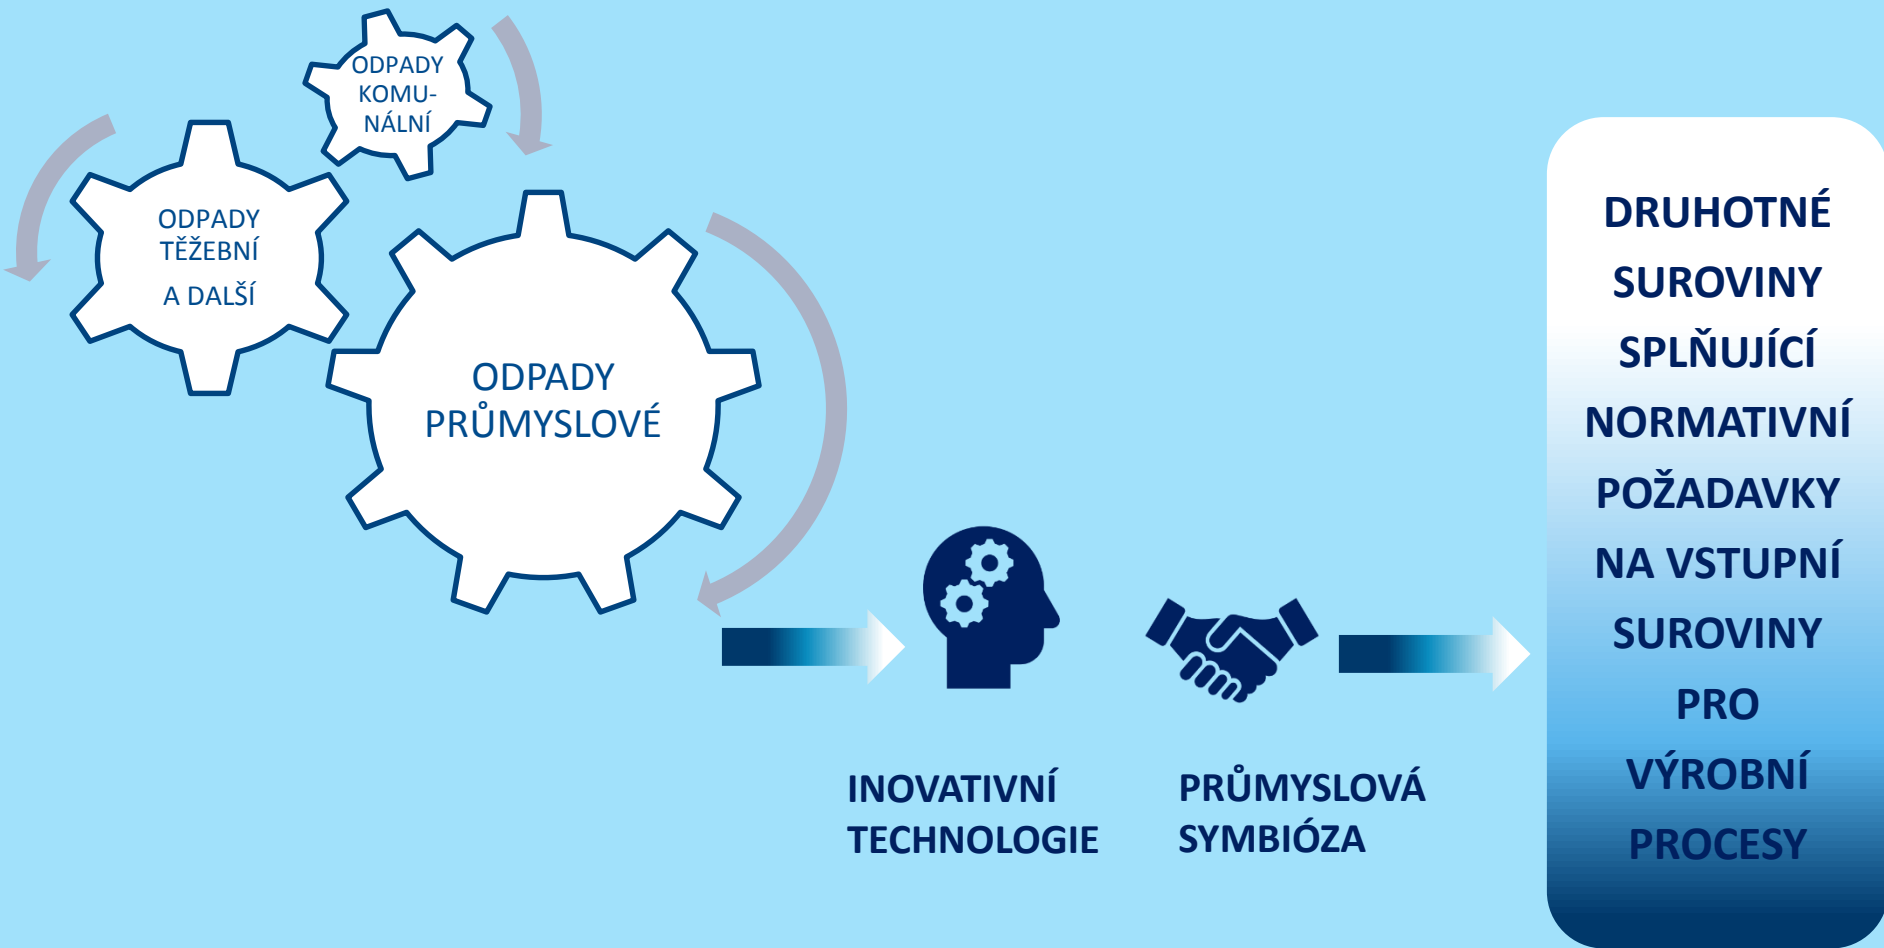 ODPADY
KOMU-
NÁLNÍ
ODPADY
TĚŽEBNÍ
A DALŠÍ
ODPADY
PRŮMYSLOVÉ
INOVATIVNÍ
TECHNOLOGIE
PRŮMYSLOVÁ
SYMBIÓZA
DRUHOTNÉ
SUROVINY
SPLŇUJÍCÍ
NORMATIVNÍ
POŽADAVKY
NA VSTUPNÍ
SUROVINY
PRO
VÝROBNÍ
PROCESY